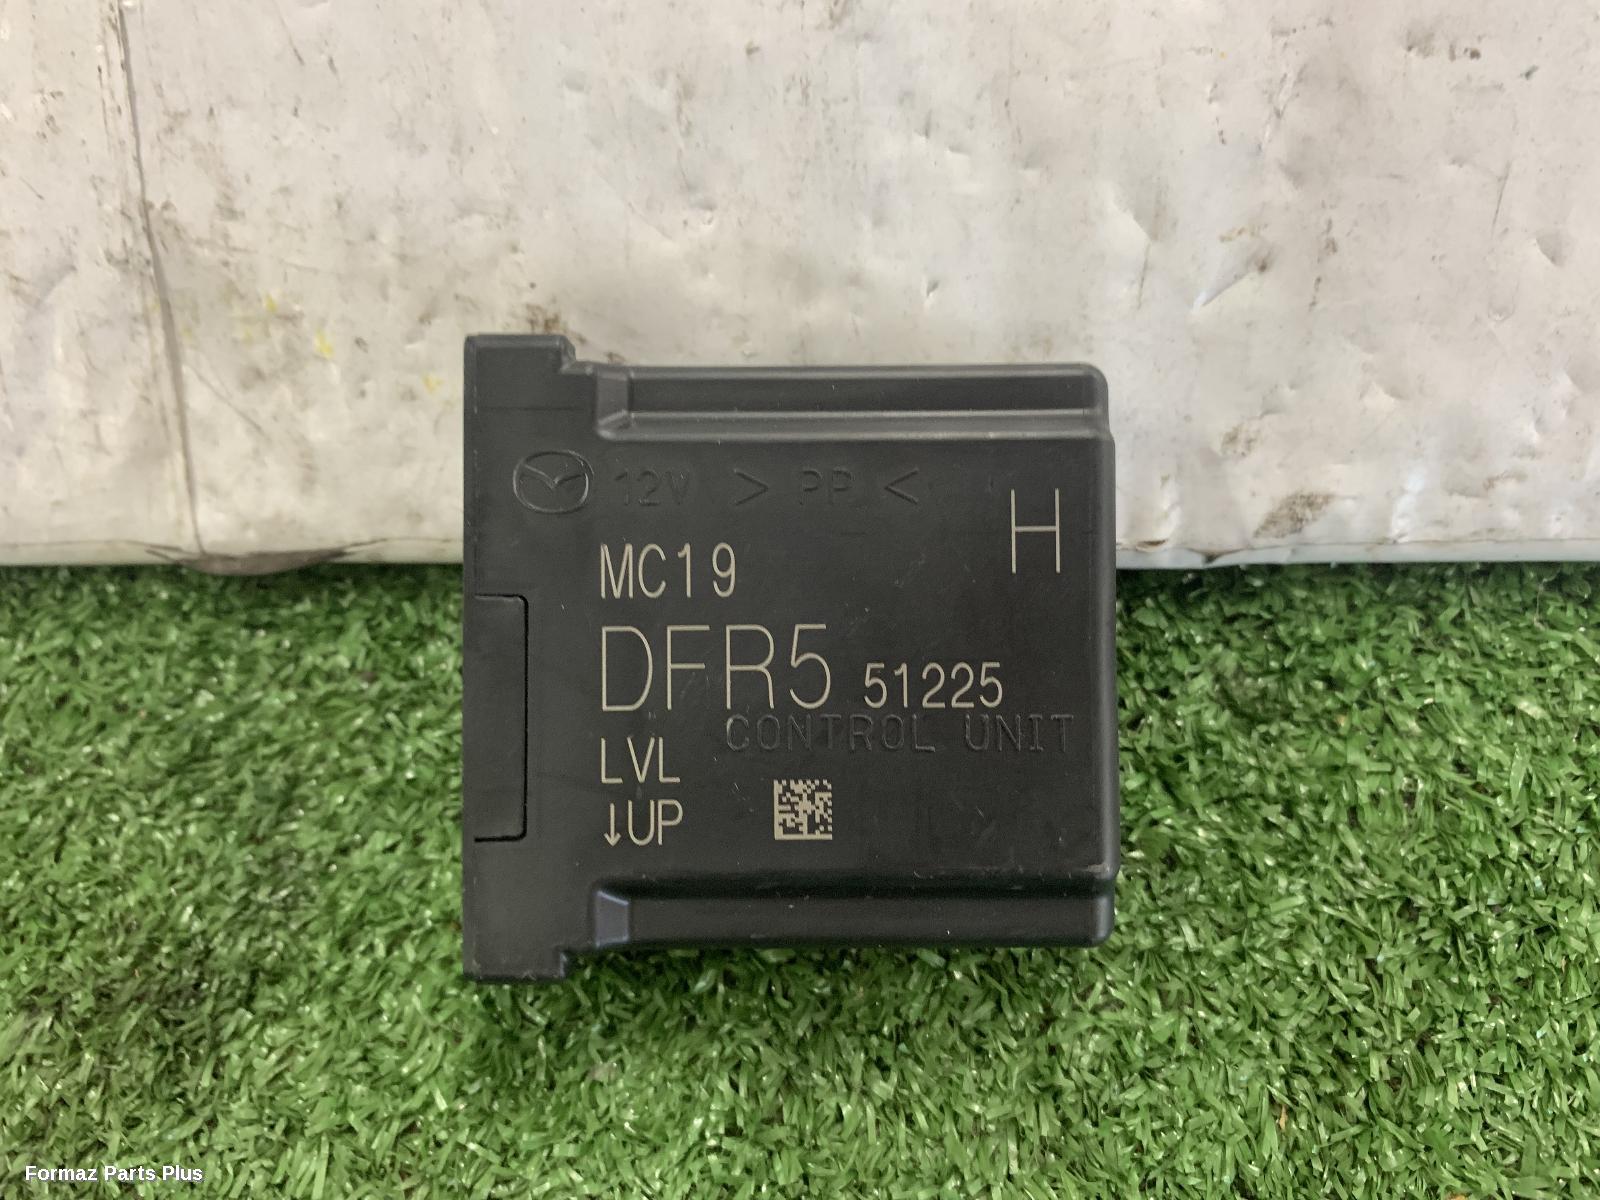 12V > PP <
H
MC19
DFR5 51225
CONTROL UNIT
LVL
↓UP
Formaz Parts Plus